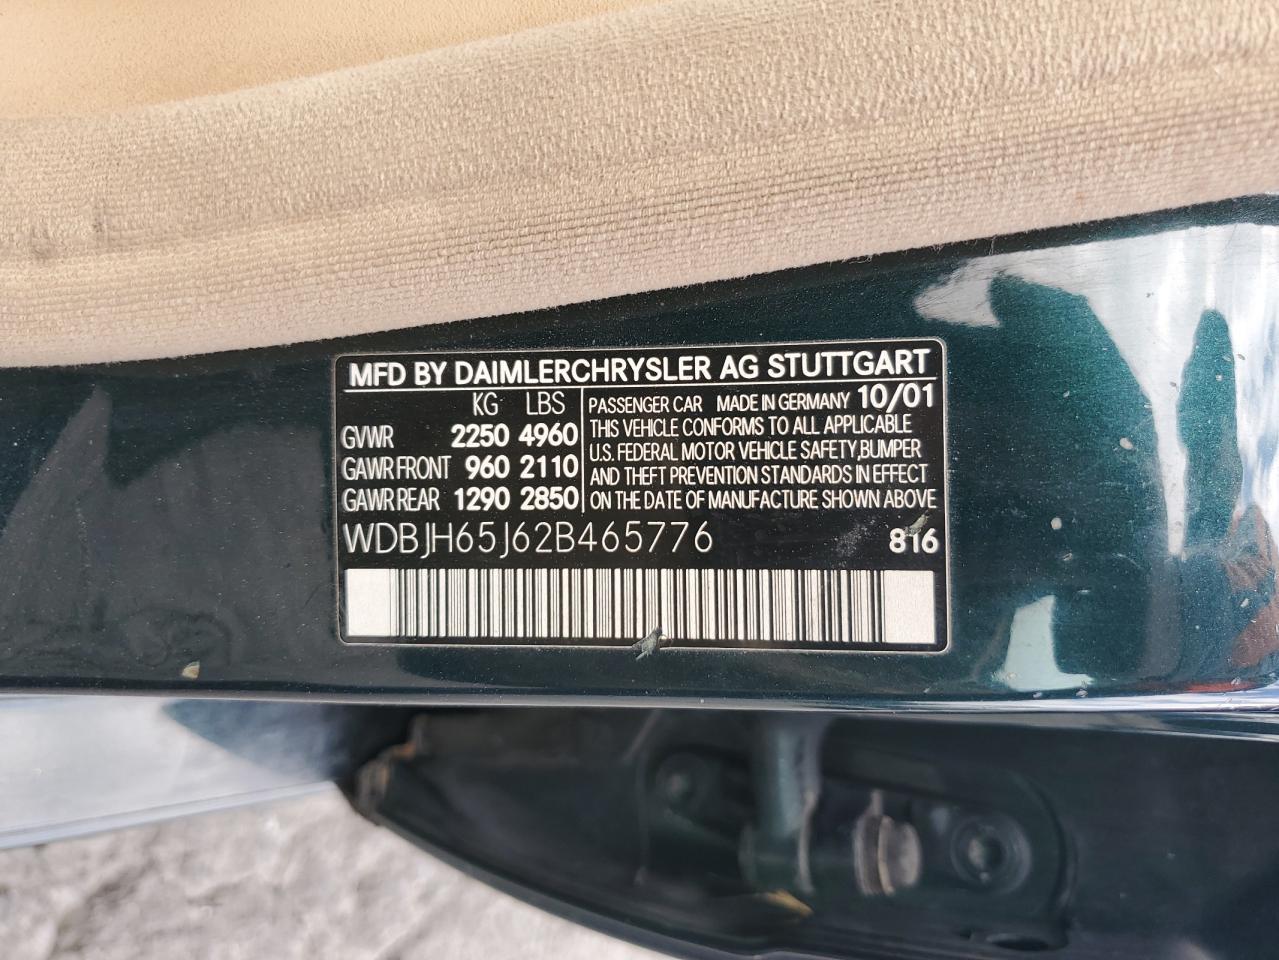 MFD BY DAIMLERCHRYSLER AG STUTTGART
KG LBS
GVWR 2250 4960
GAWR FRONT 960 2110
GAWR REAR 1290 2850
PASSENGER CAR MADE IN GERMANY 10/01
THIS VEHICLE CONFORMS TO ALL APPLICABLE
U.S. FEDERAL MOTOR VEHICLE SAFETY,BUMPER
AND THEFT PREVENTION STANDARDS IN EFFECT
ON THE DATE OF MANUFACTURE SHOWN ABOVE
WDBJH65J62B465776 816